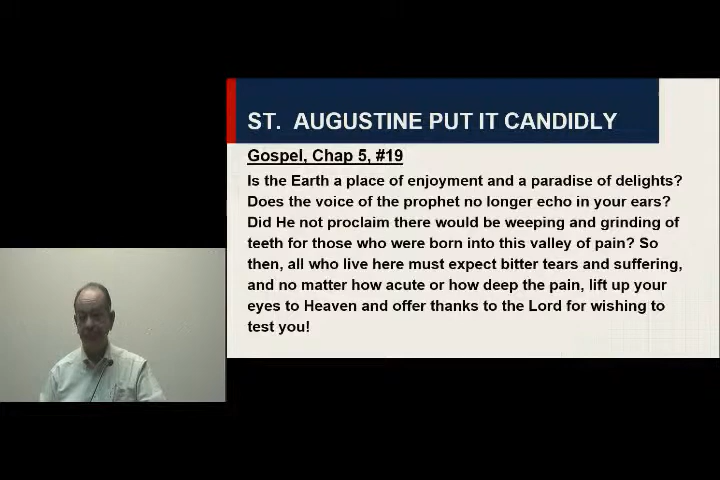 ST. AUGUSTINE PUT IT CANDIDLY
Gospel, Chap 5, #19
Is the Earth a place of enjoyment and a paradise of delights?
Does the voice of the prophet no longer echo in your ears?
Did He not proclaim there would be weeping and grinding of
teeth for those who were born into this valley of pain? So
then, all who live here must expect bitter tears and suffering,
and no matter how acute or how deep the pain, lift up your
eyes to Heaven and offer thanks to the Lord for wishing to
test you!